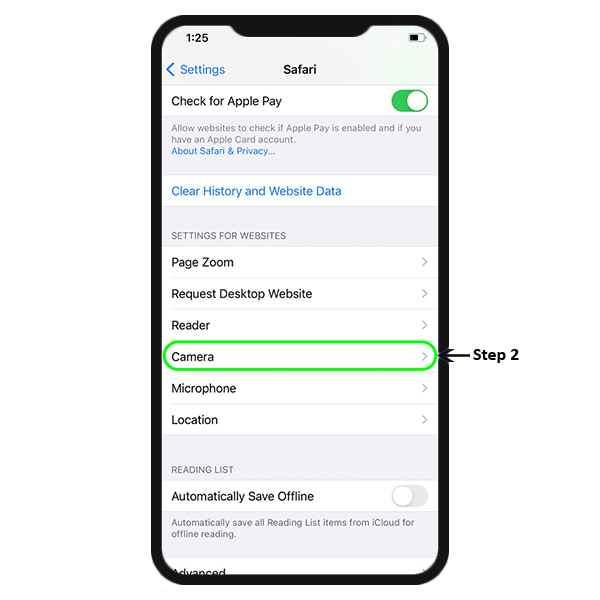 1:25
Settings
Safari
Check for Apple Pay
Allow websites to check if Apple Pay is enabled and if you
have an Apple Card account.
About Safari & Privacy...
Clear History and Website Data
SETTINGS FOR WEBSITES
Page Zoom
Request Desktop Website
Reader
Camera
Step 2
Microphone
Location
READING LIST
Automatically Save Offline
Automatically save all Reading List items from iCloud for
offline reading.
Advanced